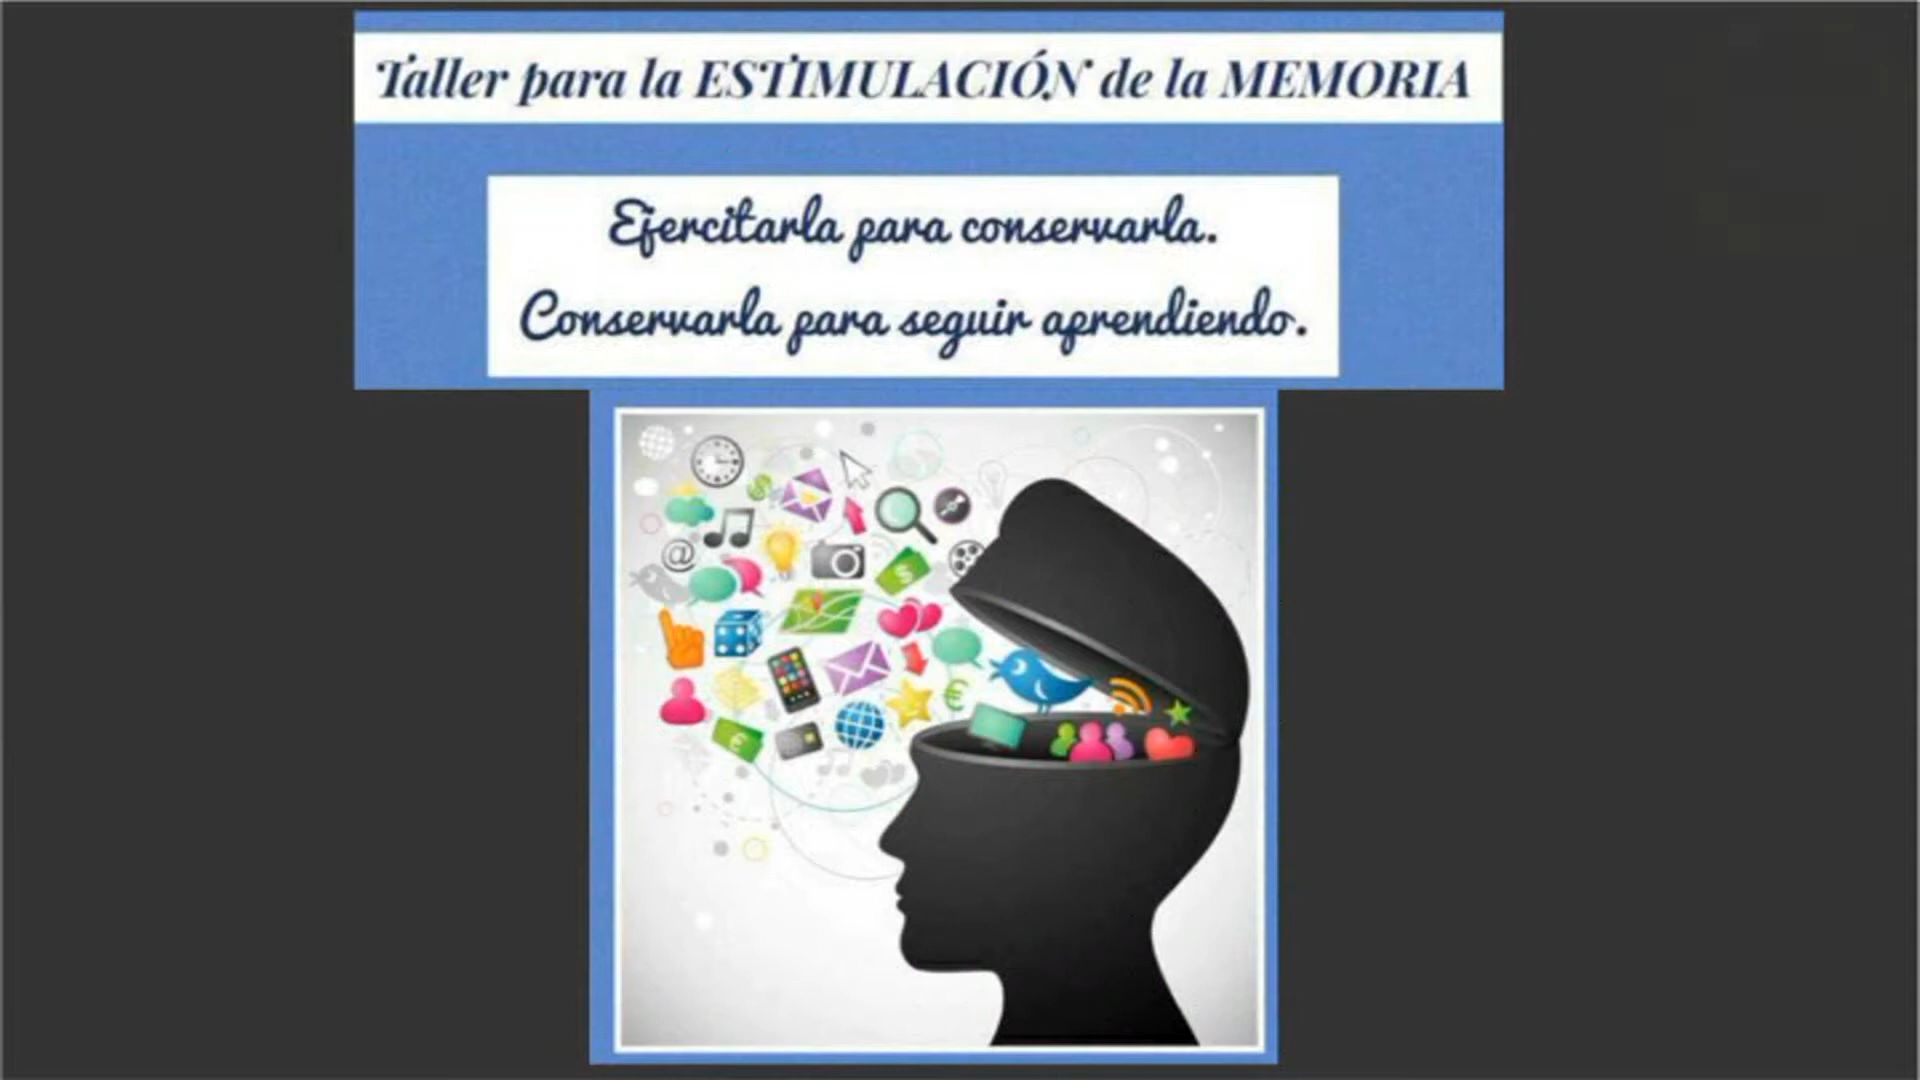 Taller para la ESTIMULACIÓN de la MEMORIA
Ejercitarla para conservarla.
Conservarla para seguir aprendiendo.